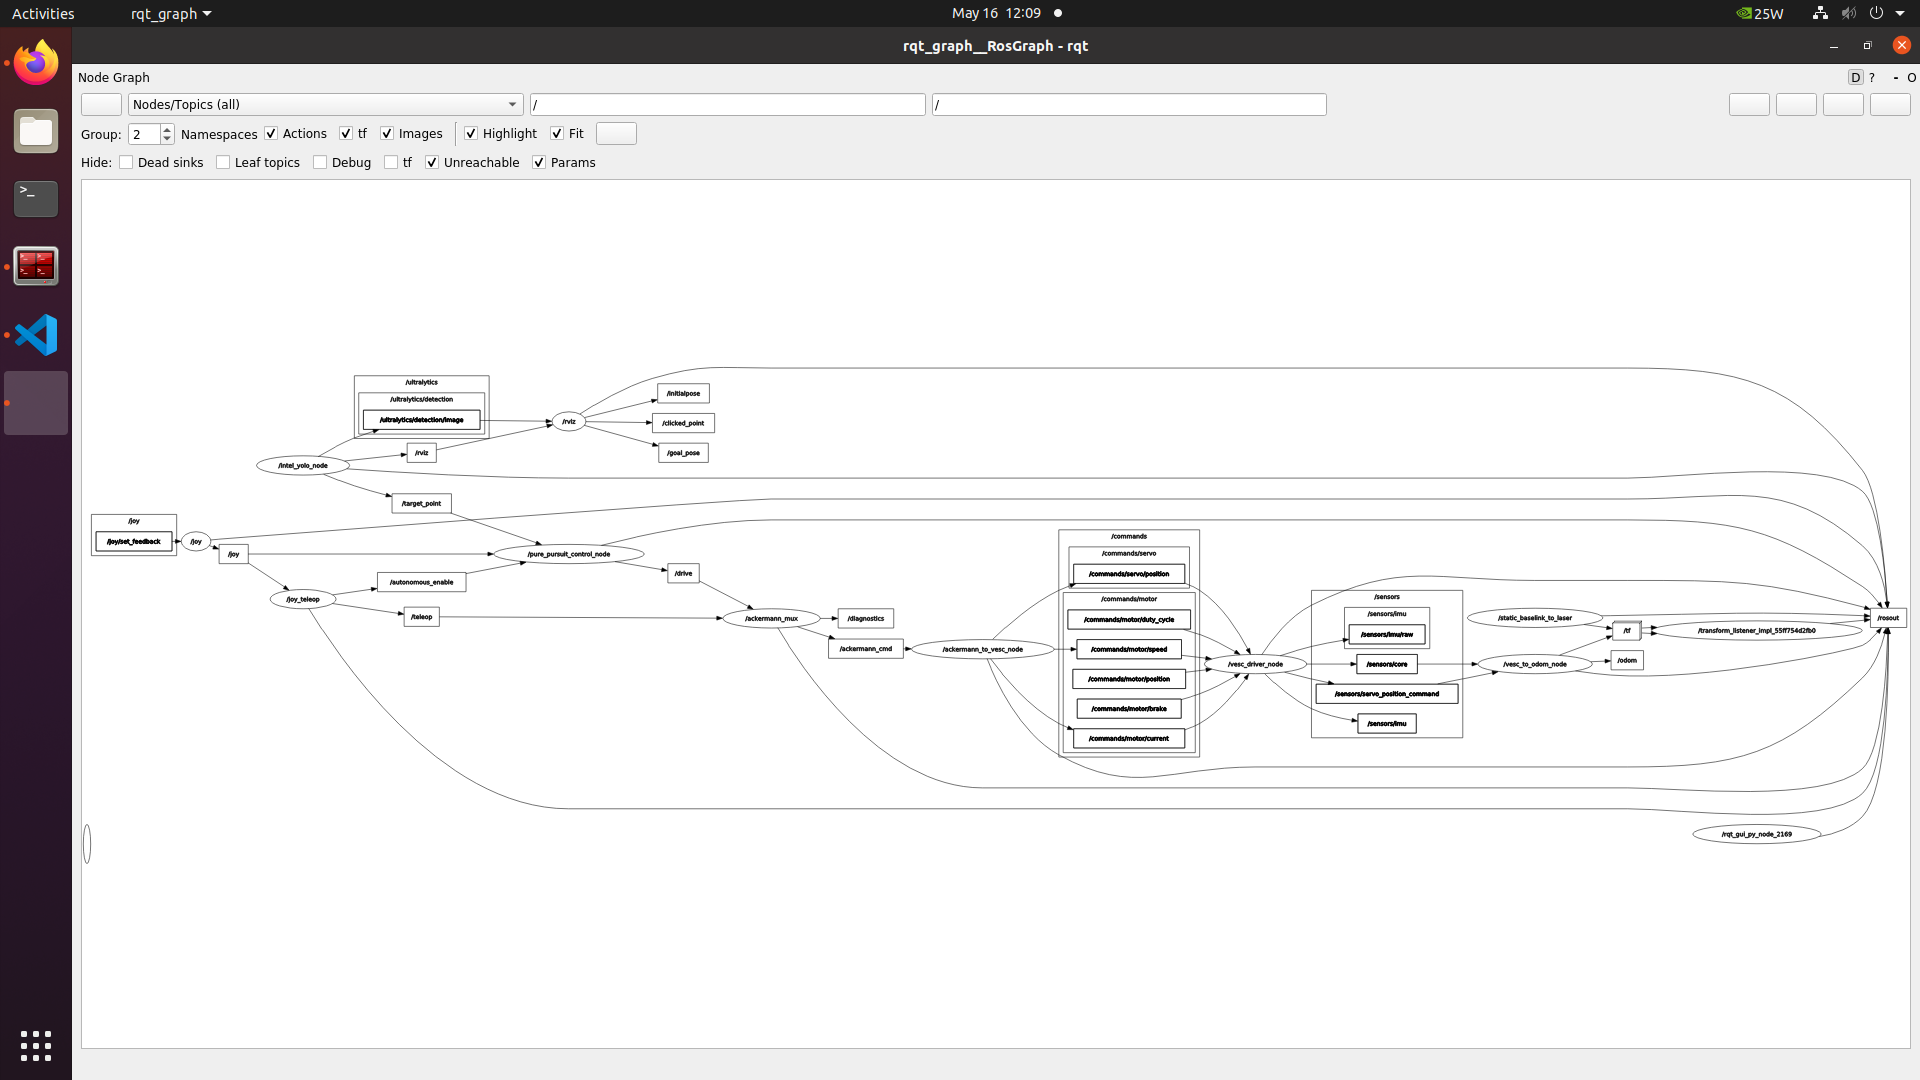 Activities rqt_graph May 16 12:09 25W
rqt_graph__RosGraph - rqt
Node Graph D ? - O
Nodes/Topics (all) / /
Group: 2 Namespaces Actions tf Images Highlight Fit
Hide: Dead sinks Leaf topics Debug tf Unreachable Params
/ultralytics
/ultralytics/detection
/ultralytics/detection/image
/rviz
/initialpose
/clicked_point
/goal_pose
/rviz
/intel_yolo_node
/target_point
/joy
/joy/set_feedback
/joy
/joy
/pure_pursuit_control_node
/drive
/autonomous_enable
/joy_teleop
/teleop
/ackermann_mux
/diagnostics
/ackermann_cmd
/ackermann_to_vesc_node
/commands
/commands/servo
/commands/servo/position
/commands/motor
/commands/motor/duty_cycle
/commands/motor/speed
/commands/motor/position
/commands/motor/brake
/commands/motor/current
/vesc_driver_node
/sensors
/sensors/imu
/sensors/imu/raw
/sensors/core
/sensors/servo_position_command
/sensors/imu
/static_baselink_to_laser
/tf
/transform_listener_impl_55ff754d2fb0
/vesc_to_odom_node
/odom
/rosout
/rqt_gui_py_node_2169